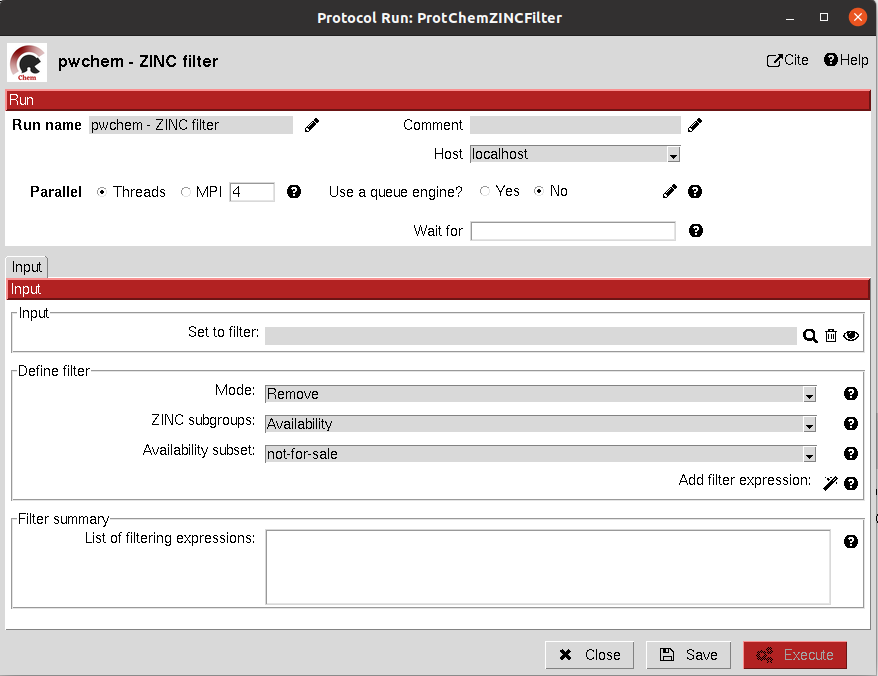 Protocol Run: ProtChemZINCFilter
Chem
pwchem - ZINC filter
Cite
Help
Run
Run name pwchem - ZINC filter
Comment
Host localhost
Parallel Threads MPI 4
Use a queue engine? Yes No
Wait for
Input
Input
Input
Set to filter:
Define filter
Mode: Remove
ZINC subgroups: Availability
Availability subset: not-for-sale
Add filter expression:
Filter summary
List of filtering expressions:
Close Save Execute